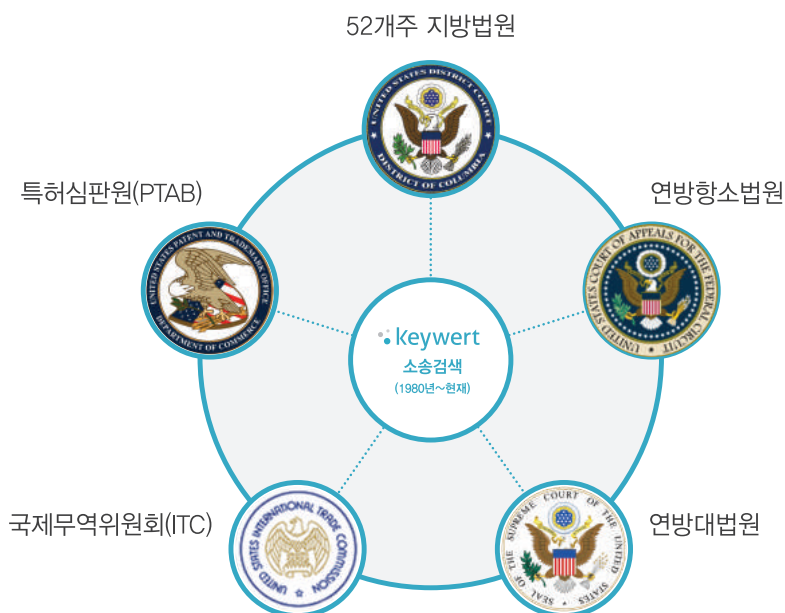 52개주 지방법원
UNITED STATES DISTRICT COURT
DISTRICT OF COLUMBIA
특허심판원(PTAB)
UNITED STATES PATENT AND TRADEMARK OFFICE
DEPARTMENT OF COMMERCE
연방항소법원
UNITED STATES COURT OF APPEALS FOR THE FEDERAL CIRCUIT
UNITED STATES
keywert
소송검색
(1980년~현재)
국제무역위원회(ITC)
UNITED STATES INTERNATIONAL TRADE COMMISSION
연방대법원
SEAL OF THE SUPREME COURT OF THE UNITED STATES